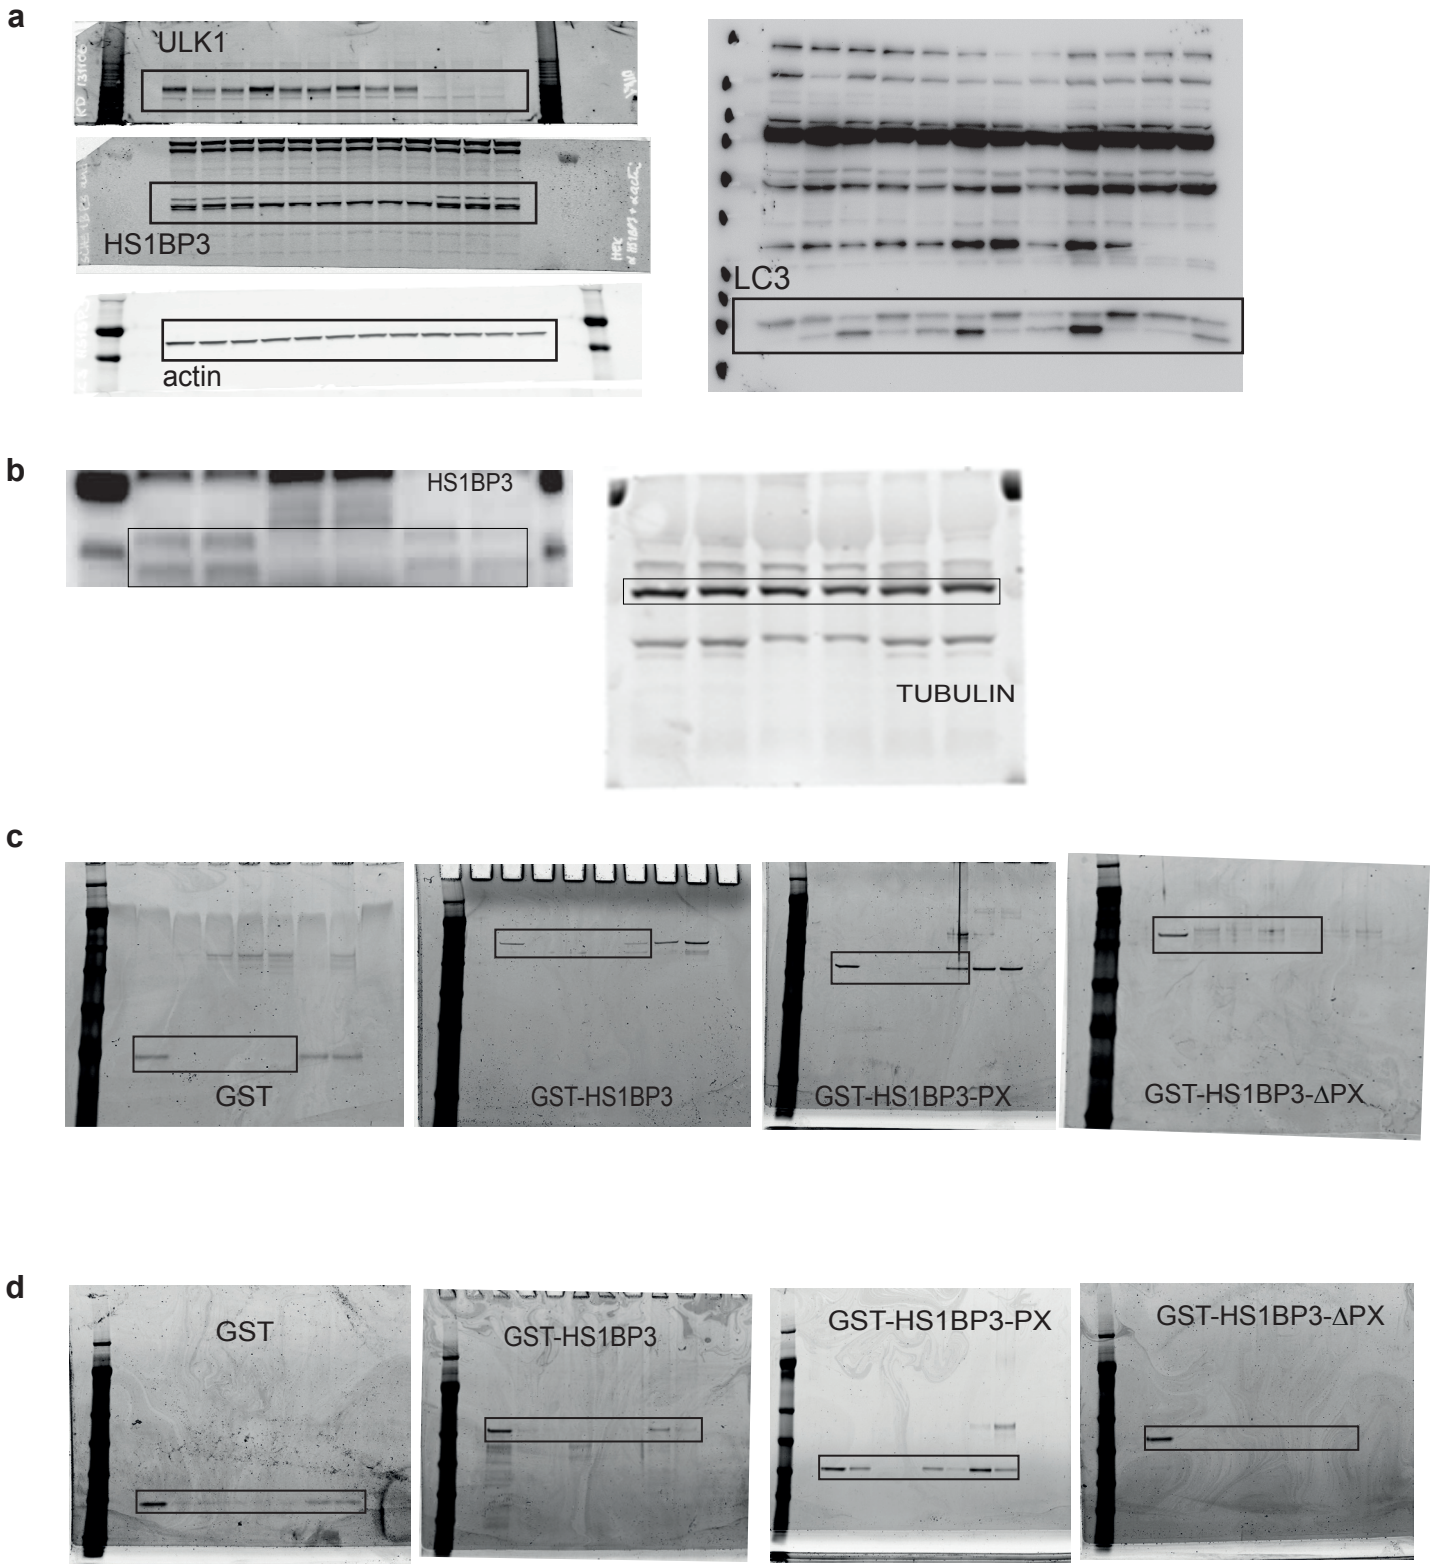 a
ULK1
HS1BP3
actin
LC3
b
HS1BP3
TUBULIN
c
GST
GST-HS1BP3
GST-HS1BP3-PX
GST-HS1BP3-ΔPX
d
GST
GST-HS1BP3
GST-HS1BP3-PX
GST-HS1BP3-ΔPX